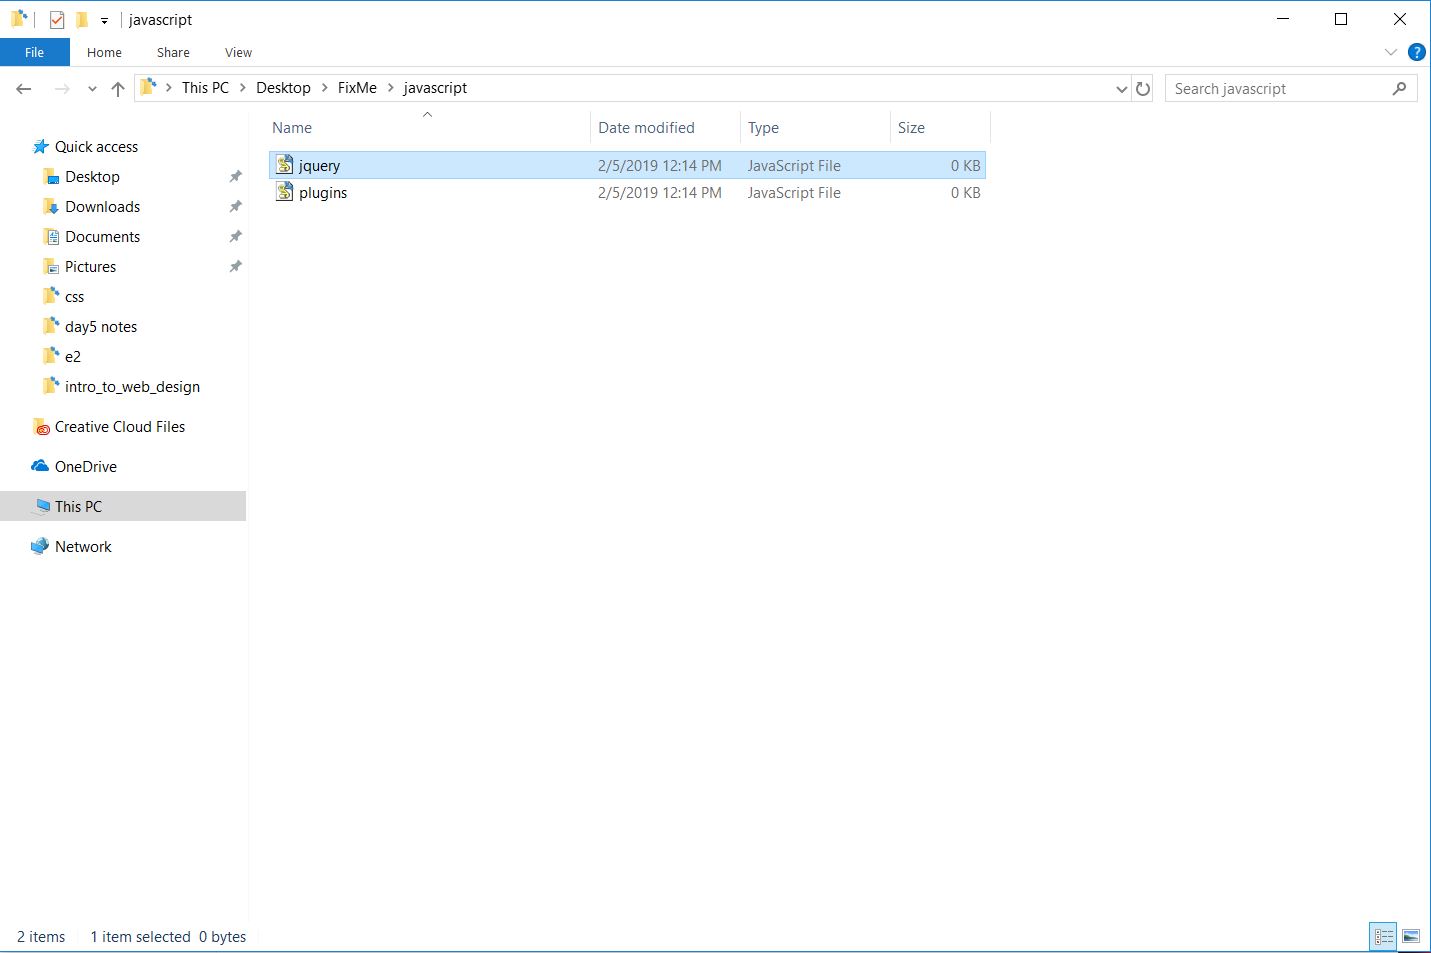 javascript
File Home Share View ?
This PC Desktop FixMe javascript Search javascript
Name Date modified Type Size
Quick access
jquery 2/5/2019 12:14 PM JavaScript File 0 KB
Desktop
plugins 2/5/2019 12:14 PM JavaScript File 0 KB
Downloads
Documents
Pictures
css
day5 notes
e2
intro_to_web_design
Creative Cloud Files
OneDrive
This PC
Network
2 items 1 item selected 0 bytes